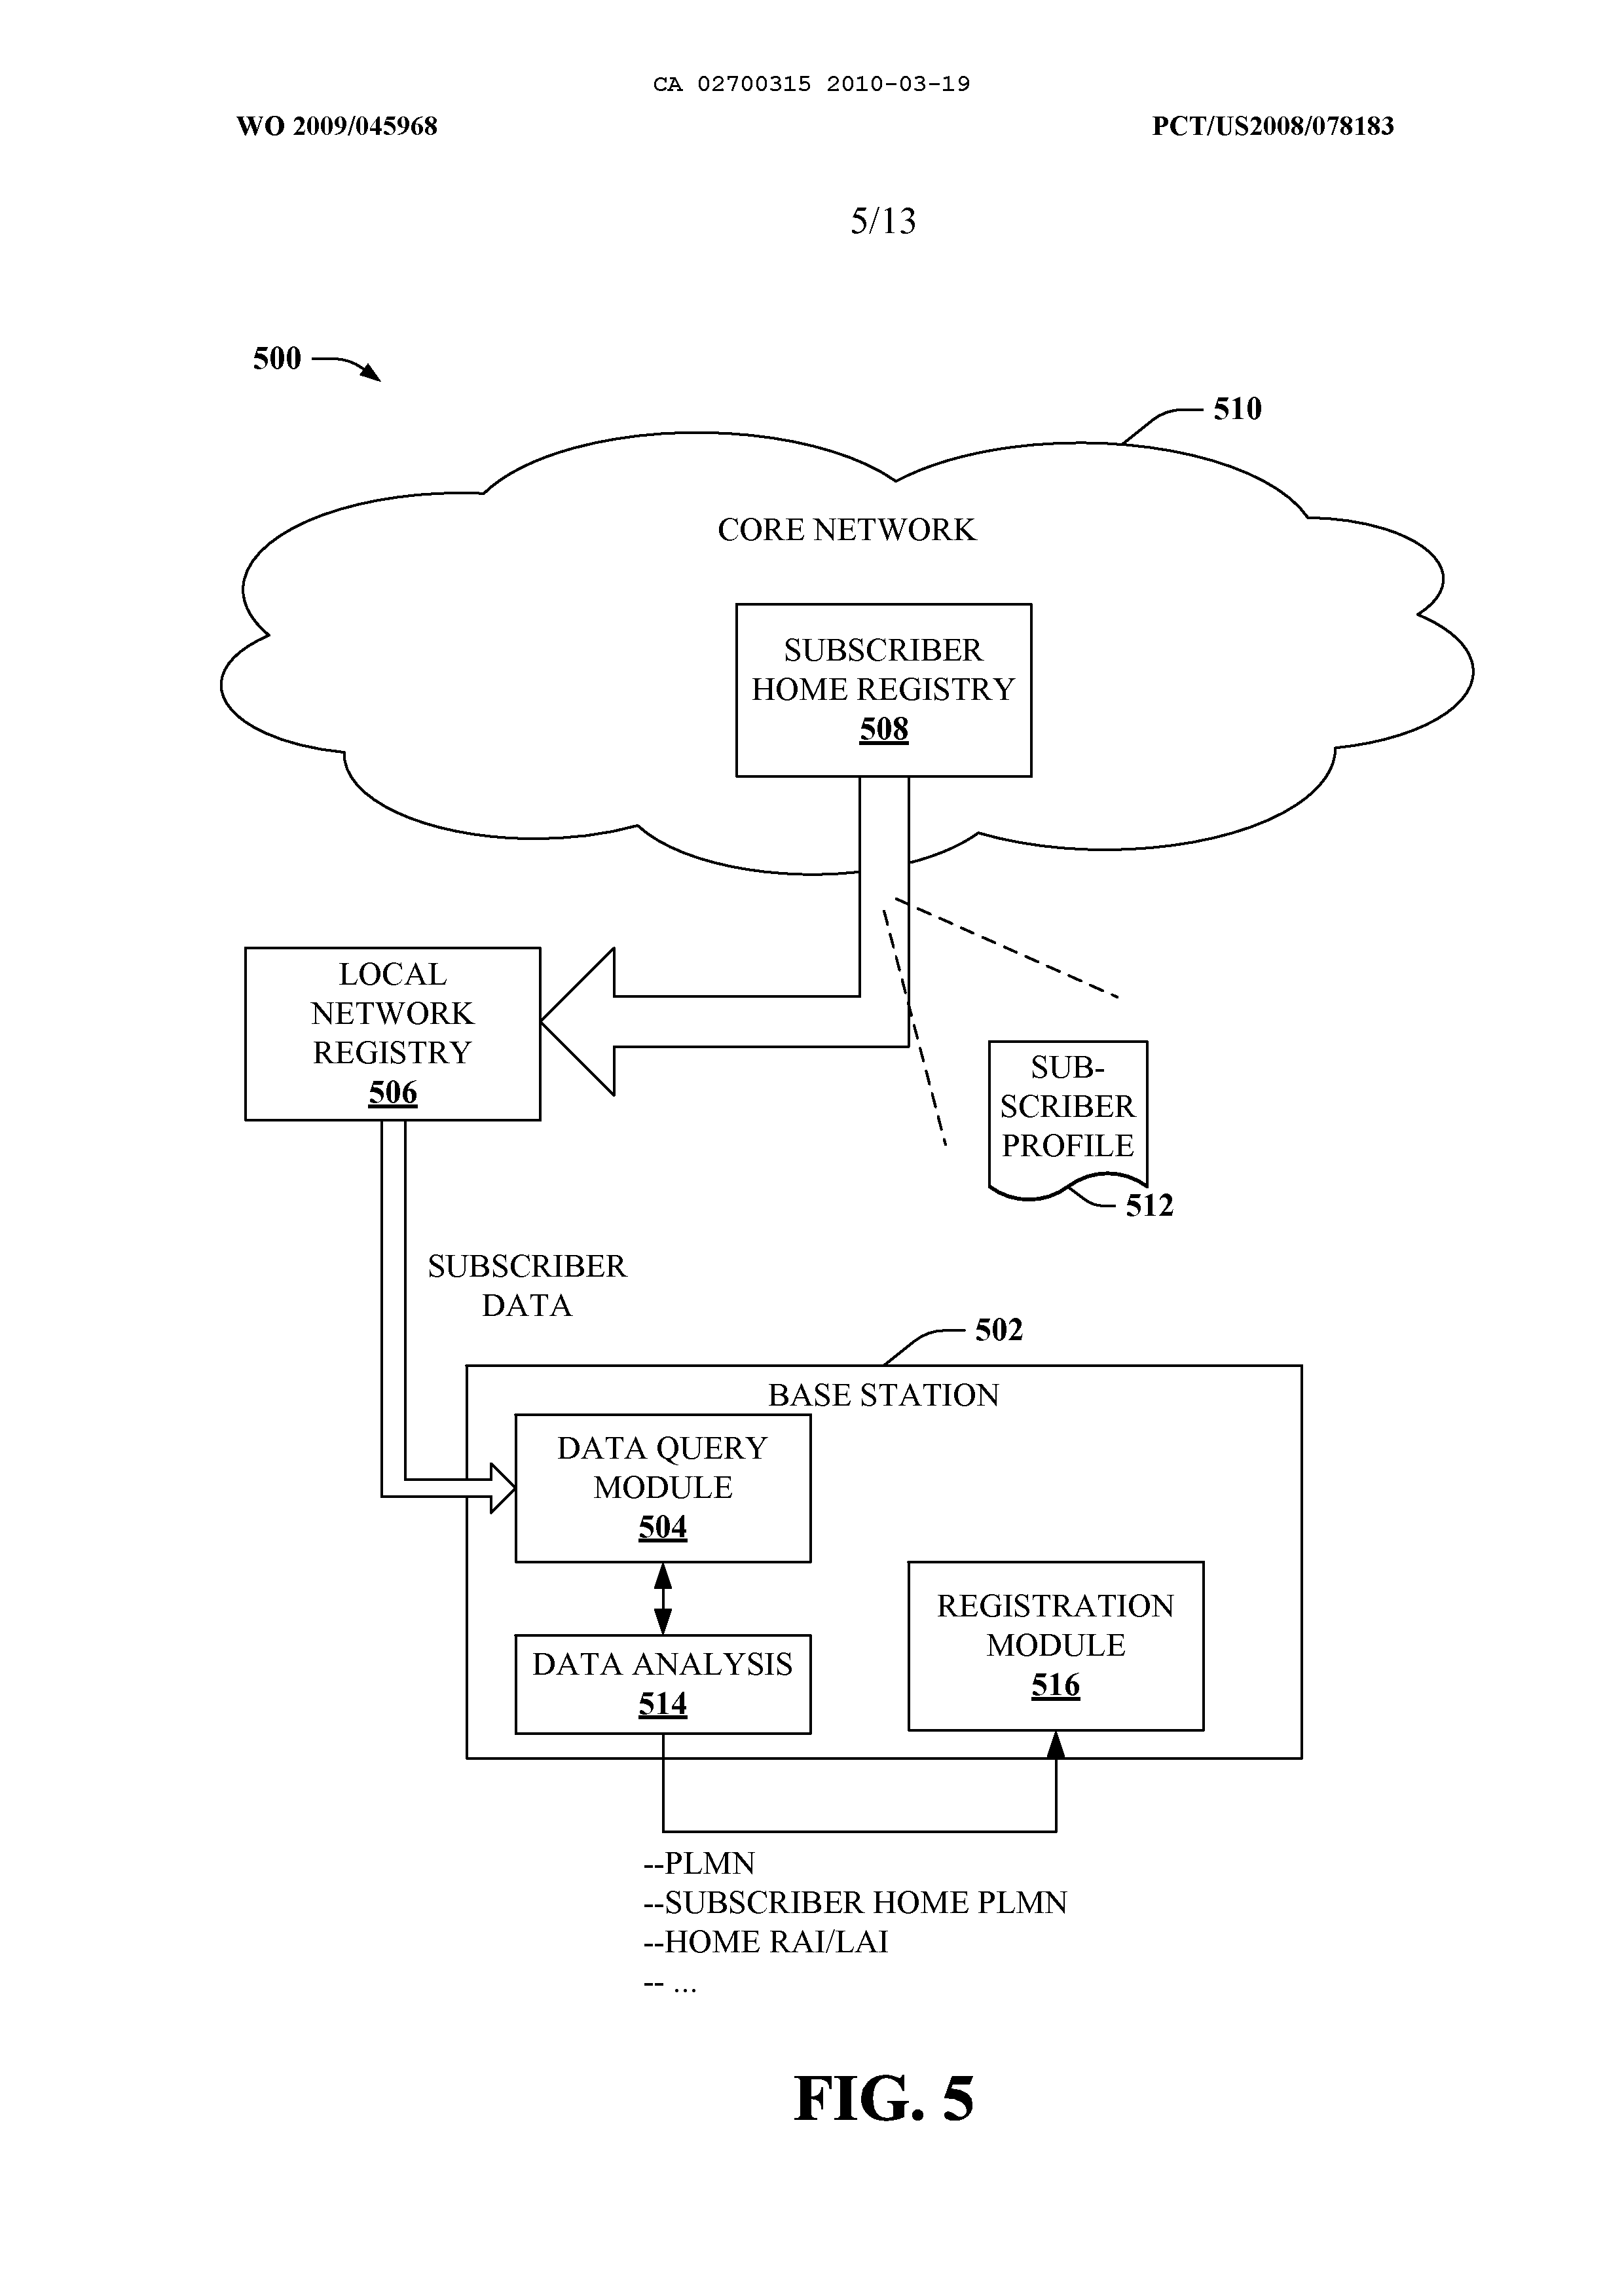 CA 02700315 2010-03-19
WO 2009/045968
PCT/US2008/078183
5/13
500
510
CORE NETWORK
SUBSCRIBER
HOME REGISTRY
508
LOCAL
NETWORK
REGISTRY
506
SUB-
SCRIBER
PROFILE
512
SUBSCRIBER
DATA
502
BASE STATION
DATA QUERY
MODULE
504
REGISTRATION
MODULE
516
DATA ANALYSIS
514
--PLMN
--SUBSCRIBER HOME PLMN
--HOME RAI/LAI
-- ...
FIG. 5